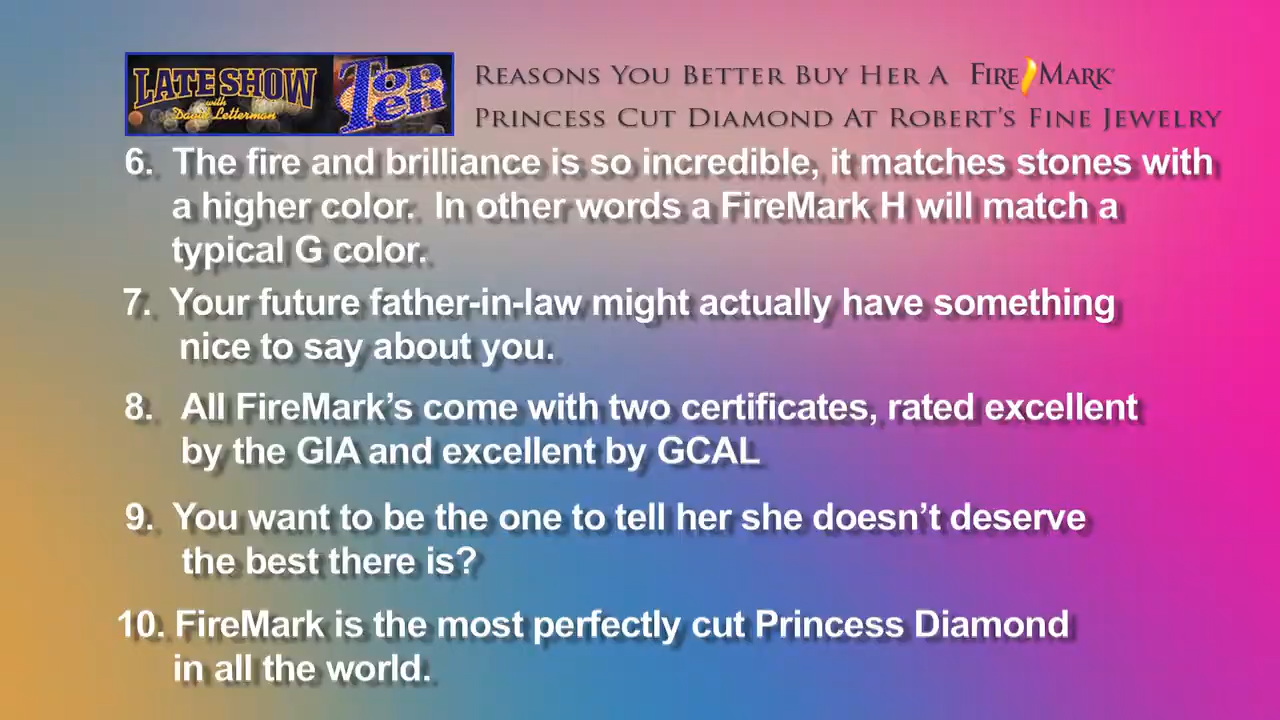 LATE SHOW
with
David Letterman
Top
Ten
REASONS YOU BETTER BUY HER A FIRE MARK®
PRINCESS CUT DIAMOND AT ROBERT'S FINE JEWELRY
6. The fire and brilliance is so incredible, it matches stones with
a higher color. In other words a FireMark H will match a
typical G color.
7. Your future father-in-law might actually have something
nice to say about you.
8. All FireMark’s come with two certificates, rated excellent
by the GIA and excellent by GCAL
9. You want to be the one to tell her she doesn’t deserve
the best there is?
10. FireMark is the most perfectly cut Princess Diamond
in all the world.